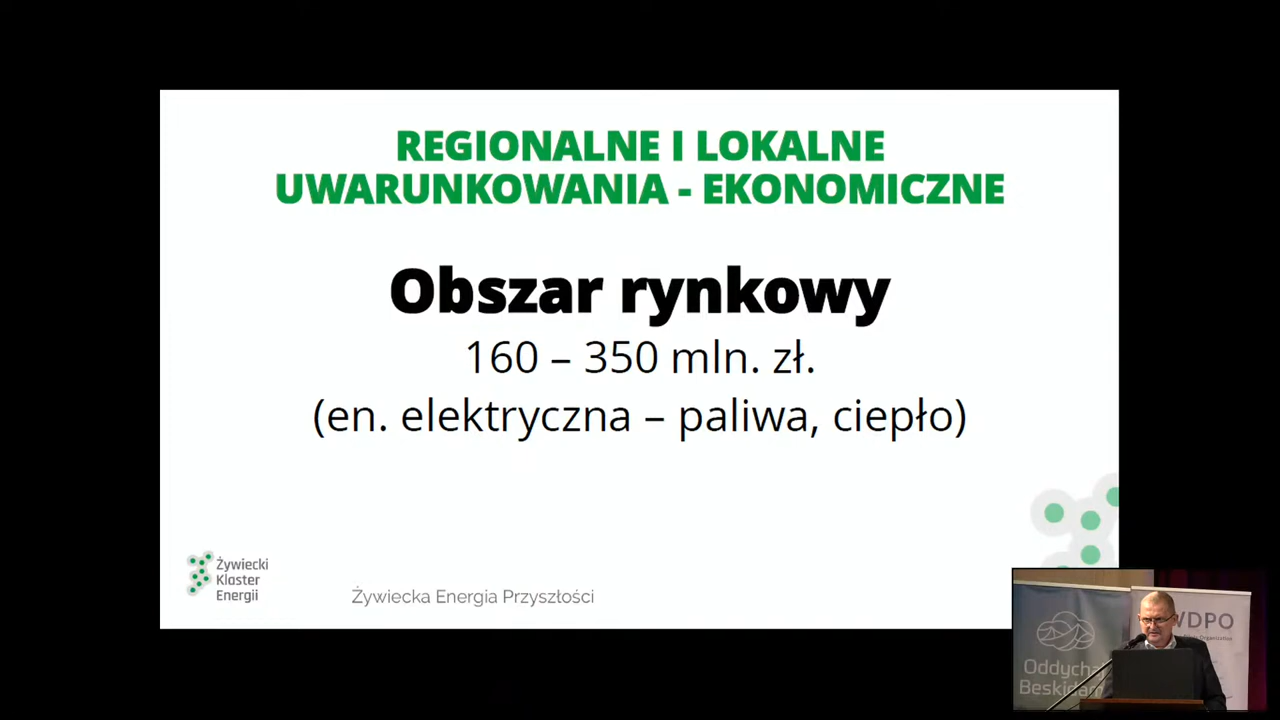 REGIONALNE I LOKALNE
UWARUNKOWANIA - EKONOMICZNE
Obszar rynkowy
160 – 350 mln. zł.
(en. elektryczna – paliwa, ciepło)
Żywiecki
Klaster
Energii
Żywiecka Energia Przyszłości
Oddychaj
Beskidami